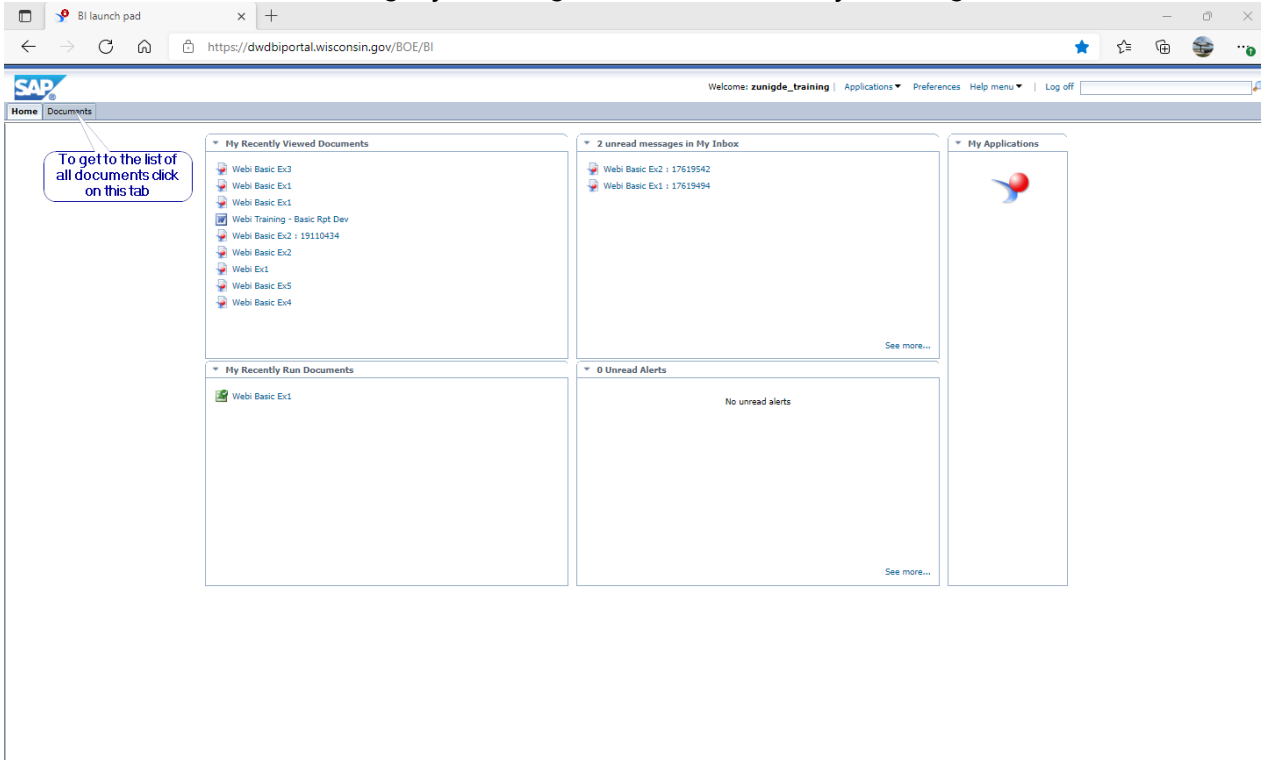 BI launch pad
https://dwdbiportal.wisconsin.gov/BOE/BI
SAP
Welcome: zunigde_training | Applications Preferences Help menu | Log off
Home Documents
To get to the list of
all documents click
on this tab
My Recently Viewed Documents
Webi Basic Ex3
Webi Basic Ex1
Webi Basic Ex1
Webi Training - Basic Rpt Dev
Webi Basic Ex2 : 19110434
Webi Basic Ex2
Webi Ex1
Webi Basic Ex5
Webi Basic Ex4
2 unread messages in My Inbox
Webi Basic Ex2 : 17619542
Webi Basic Ex1 : 17619494
See more...
My Applications
My Recently Run Documents
Webi Basic Ex1
0 Unread Alerts
No unread alerts
See more...